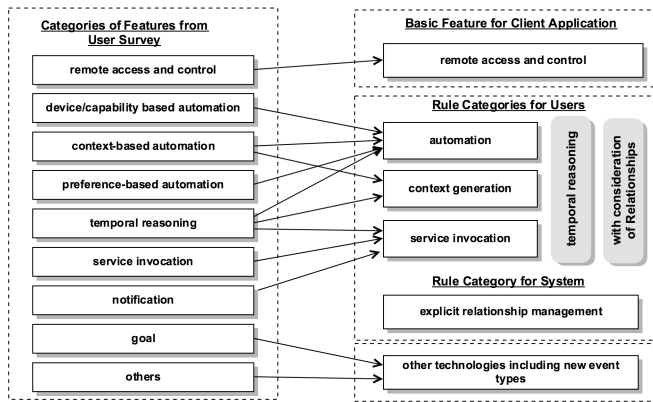 Categories of Features from
User Survey
remote access and control
device/capability based automation
context-based automation
preference-based automation
temporal reasoning
service invocation
notification
goal
others
Basic Feature for Client Application
remote access and control
Rule Categories for Users
automation
context generation
service invocation
temporal reasoning
with consideration
of Relationships
Rule Category for System
explicit relationship management
other technologies including new event
types